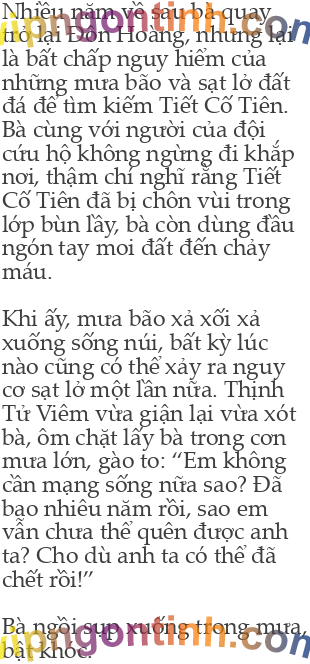 Nhiều năm về sau bà quay
trở lại Đôn Hoàng, nhưng lại
là bất chấp nguy hiểm của
những mưa bão và sạt lở đất
đá để tìm kiếm Tiết Cố Tiên.
Bà cùng với người của đội
cứu hộ không ngừng đi khắp
nơi, thậm chí nghĩ rằng Tiết
Cố Tiên đã bị chôn vùi trong
lớp bùn lầy, bà còn dùng đầu
ngón tay moi đất đến chảy
máu.
Khi ấy, mưa bão xả xối xả
xuống sống núi, bất kỳ lúc
nào cũng có thể xảy ra nguy
cơ sạt lở một lần nữa. Thịnh
Tử Viêm vừa giận lại vừa xót
bà, ôm chặt lấy bà trong cơn
mưa lớn, gào to: “Em không
cần mạng sống nữa sao? Đã
bao nhiêu năm rồi, sao em
vẫn chưa thể quên được anh
ta? Cho dù anh ta có thể đã
chết rồi!”
Bà ngồi sụp xuống trong mưa,
bật khóc.
upngontinh.com
upngontinh.com